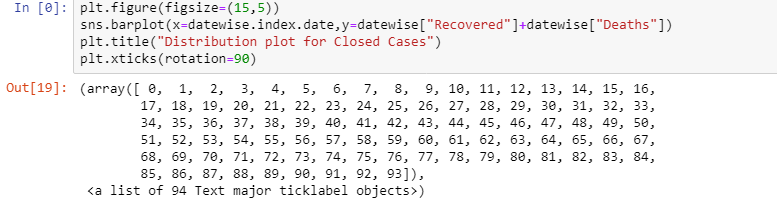 In [0]: plt.figure(figsize=(15,5))
sns.barplot(x=datewise.index.date,y=datewise["Recovered"]+datewise["Deaths"])
plt.title("Distribution plot for Closed Cases")
plt.xticks(rotation=90)
Out[19]: (array([ 0,  1,  2,  3,  4,  5,  6,  7,  8,  9, 10, 11, 12, 13, 14, 15, 16,
17, 18, 19, 20, 21, 22, 23, 24, 25, 26, 27, 28, 29, 30, 31, 32, 33,
34, 35, 36, 37, 38, 39, 40, 41, 42, 43, 44, 45, 46, 47, 48, 49, 50,
51, 52, 53, 54, 55, 56, 57, 58, 59, 60, 61, 62, 63, 64, 65, 66, 67,
68, 69, 70, 71, 72, 73, 74, 75, 76, 77, 78, 79, 80, 81, 82, 83, 84,
85, 86, 87, 88, 89, 90, 91, 92, 93]),
<a list of 94 Text major ticklabel objects>)